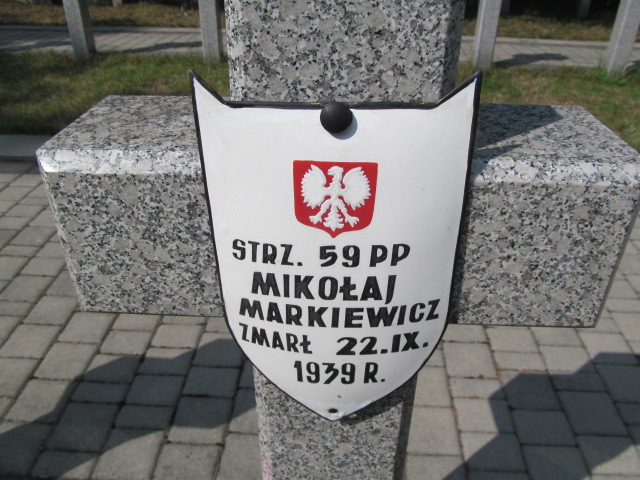 STRZ. 59 PP
MIKOŁAJ
MARKIEWICZ
ZMARŁ 22.IX.
1939 R.